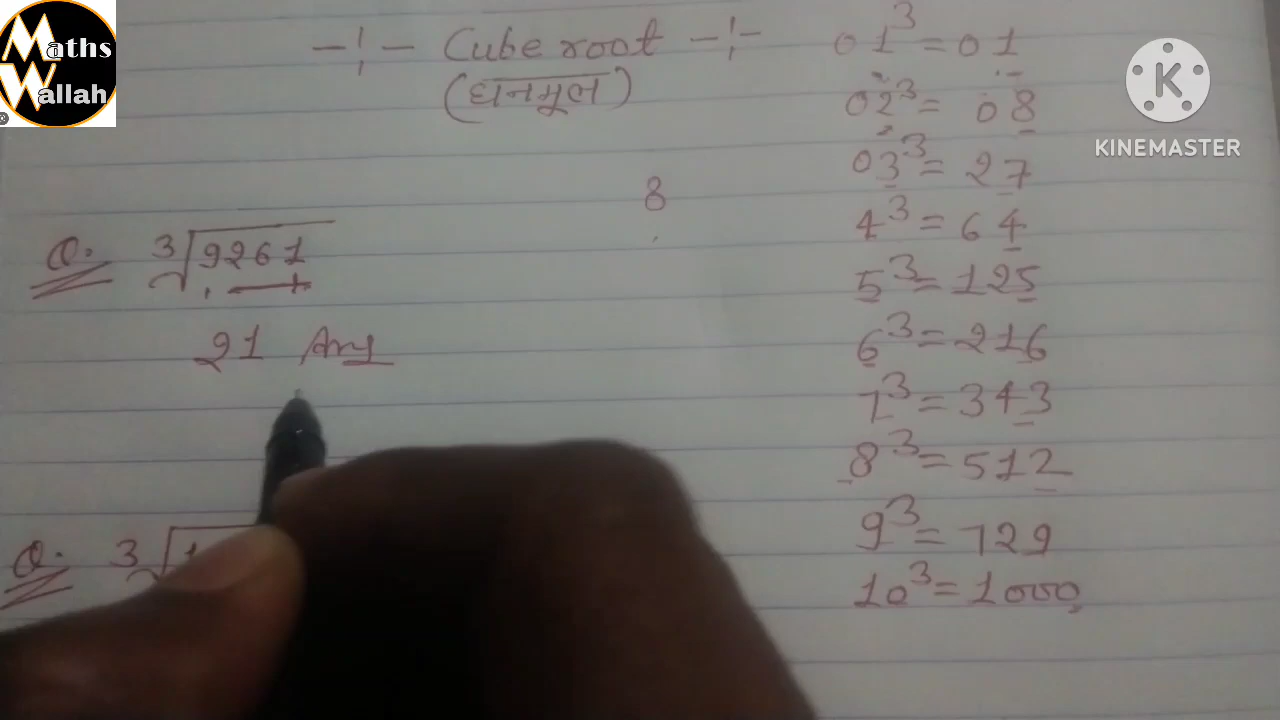 Maths
Wallah
-¦- Cube root -¦-
(घनमूल)
8
Q. ³√9261
21 Ans
Q. ³√1
01³ = 01
02³ = 08
03³ = 27
4³ = 64
5³ = 125
6³ = 216
7³ = 343
8³ = 512
9³ = 729
10³ = 1000
K
KINEMASTER